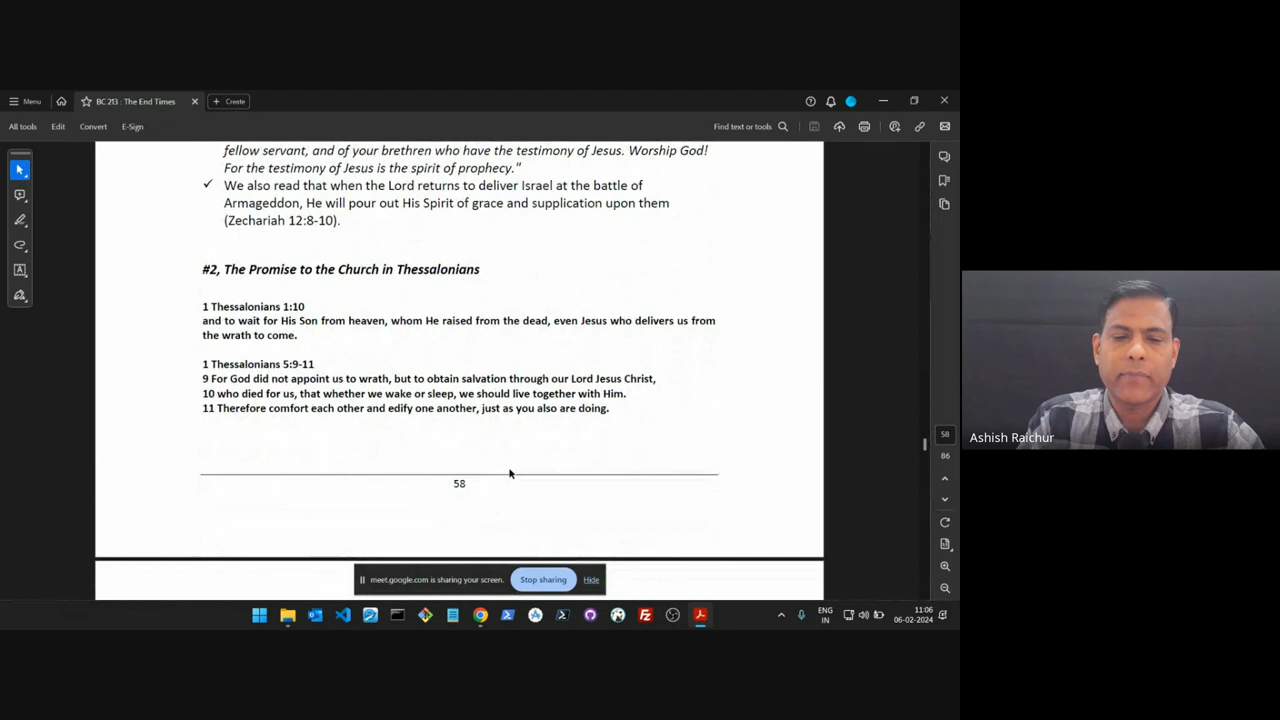 Menu
BC 213 : The End Times
Create
All tools
Edit
Convert
E-Sign
Find text or tools
fellow servant, and of your brethren who have the testimony of Jesus. Worship God!
For the testimony of Jesus is the spirit of prophecy."
✓ We also read that when the Lord returns to deliver Israel at the battle of
Armageddon, He will pour out His Spirit of grace and supplication upon them
(Zechariah 12:8-10).
#2, The Promise to the Church in Thessalonians
1 Thessalonians 1:10
and to wait for His Son from heaven, whom He raised from the dead, even Jesus who delivers us from
the wrath to come.
1 Thessalonians 5:9-11
9 For God did not appoint us to wrath, but to obtain salvation through our Lord Jesus Christ,
10 who died for us, that whether we wake or sleep, we should live together with Him.
11 Therefore comfort each other and edify one another, just as you also are doing.
58
58
86
Ashish Raichur
meet.google.com is sharing your screen.
Stop sharing
Hide
ENG
IN
11:06
06-02-2024